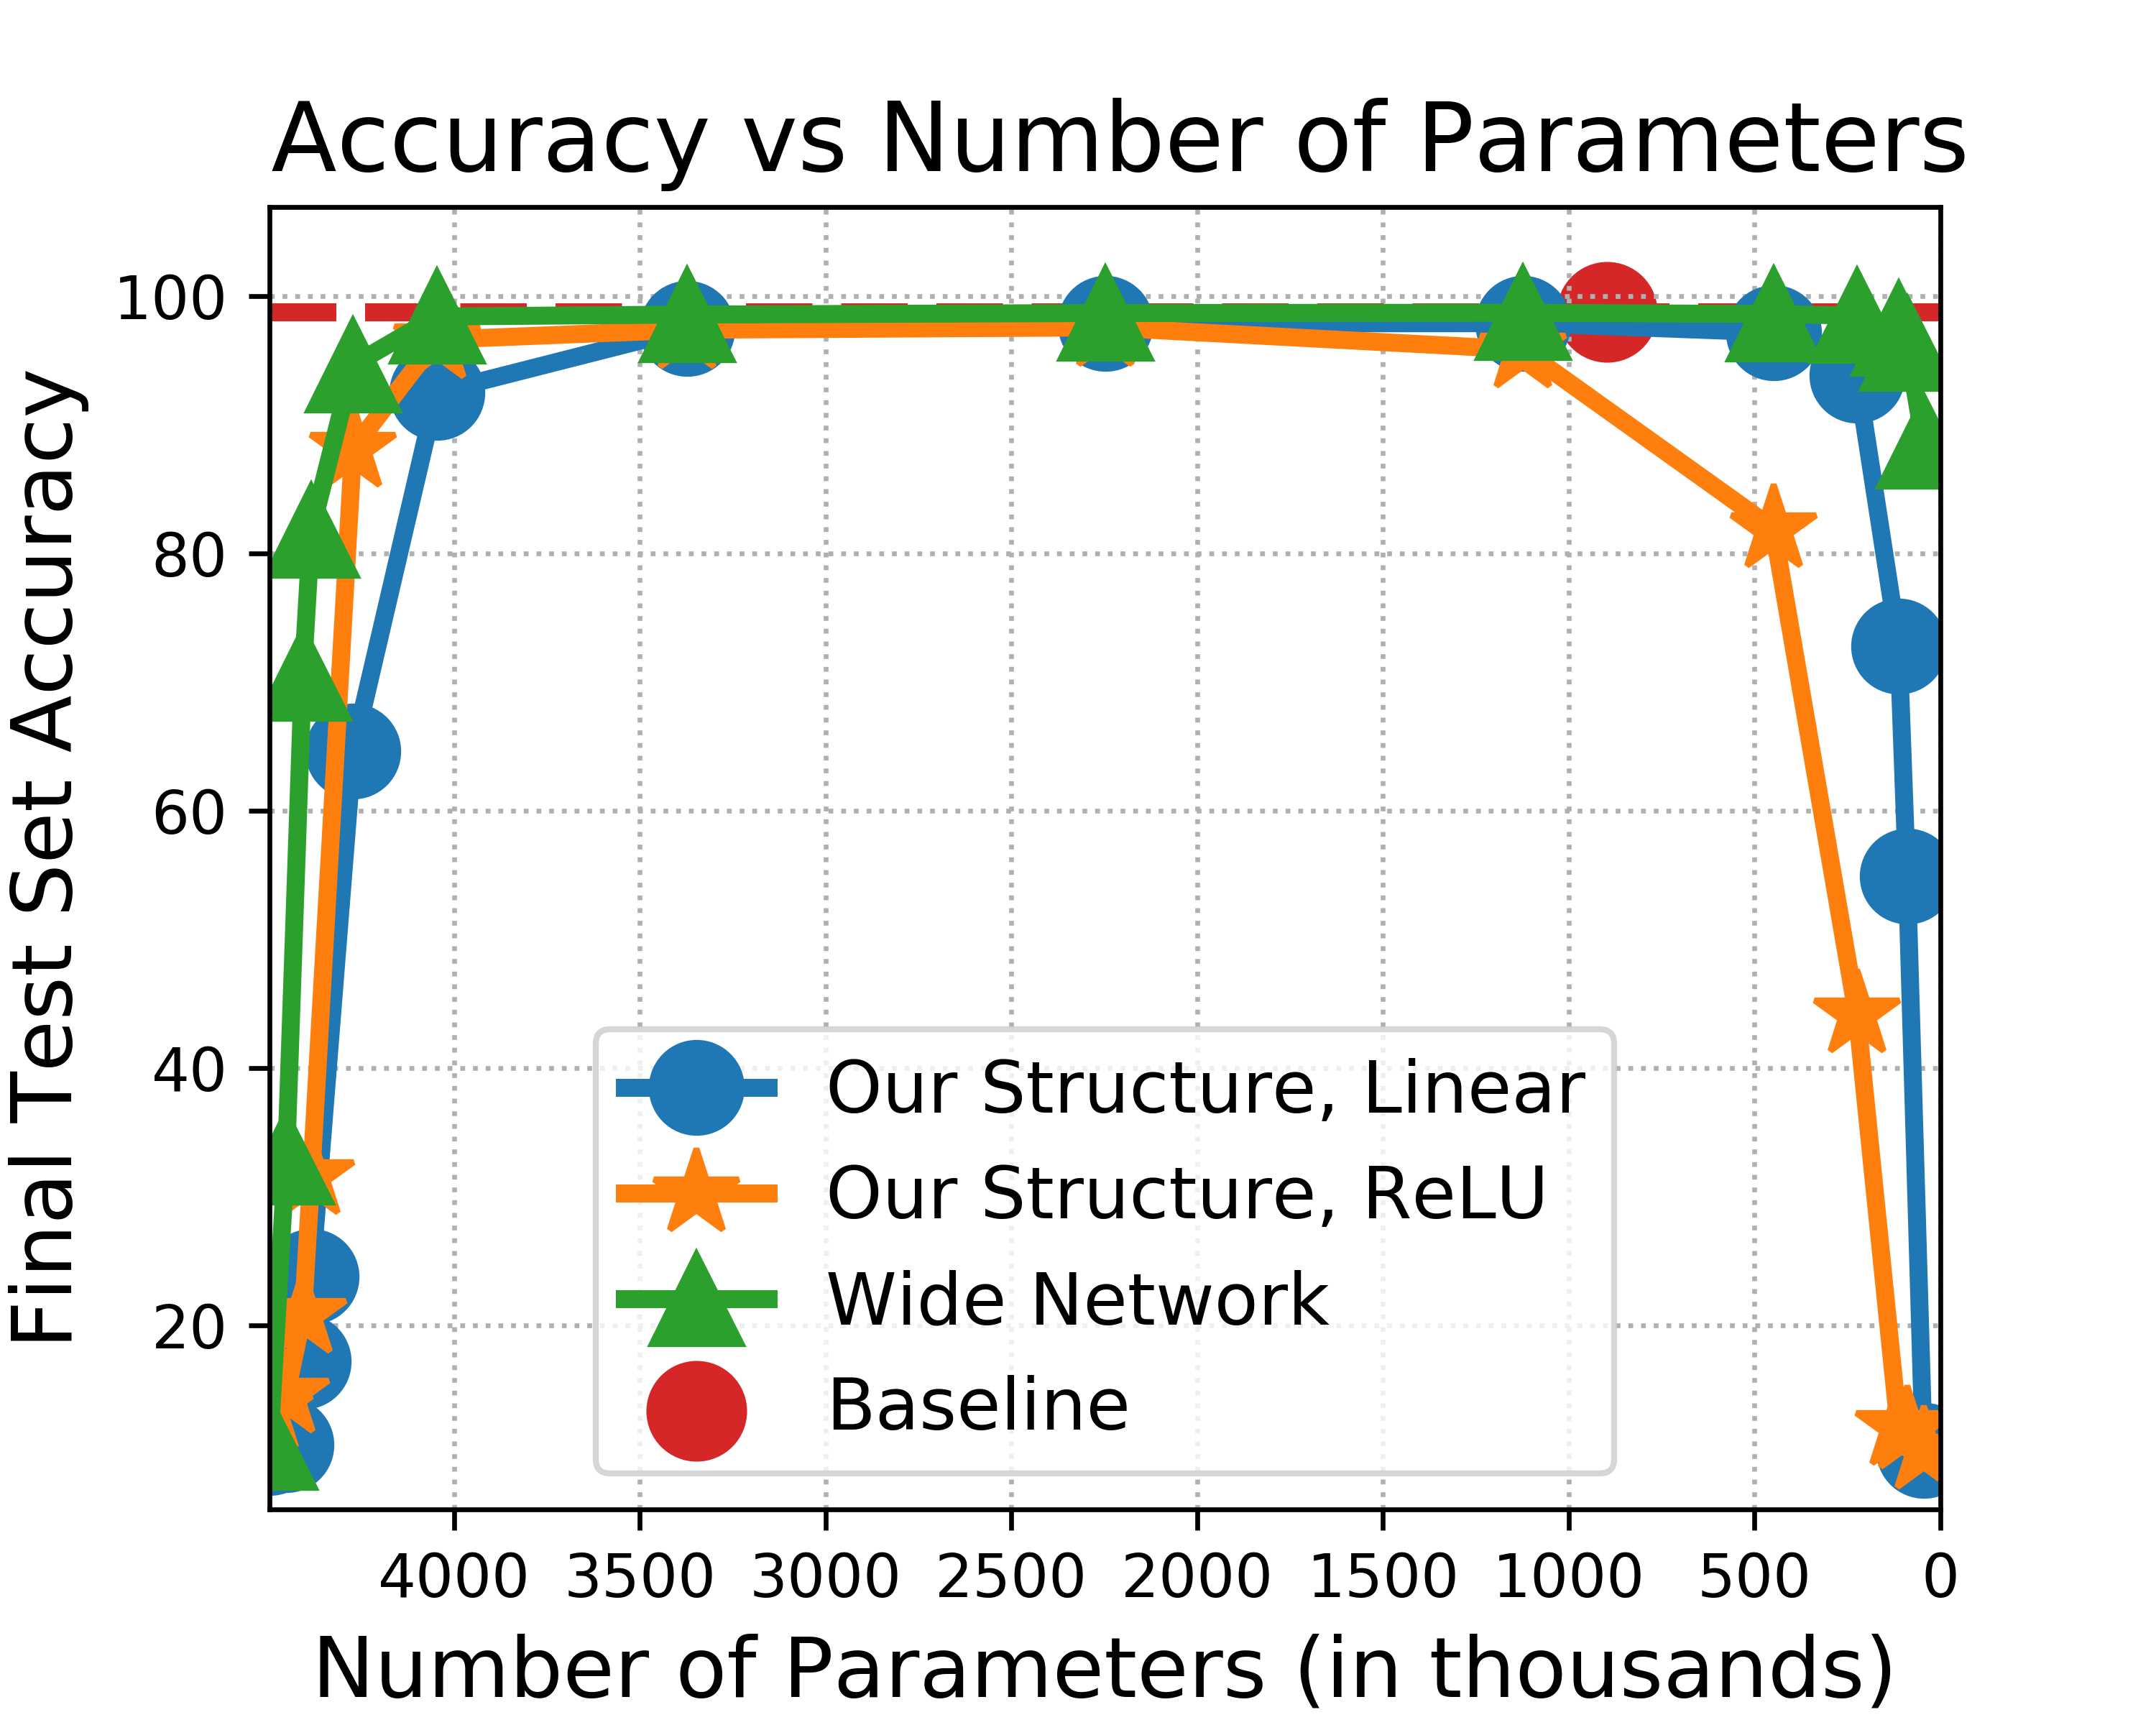 Accuracy vs Number of Parameters
Final Test Set Accuracy
100
80
60
40
20
Our Structure, Linear
Our Structure, ReLU
Wide Network
Baseline
4000 3500 3000 2500 2000 1500 1000 500 0
Number of Parameters (in thousands)